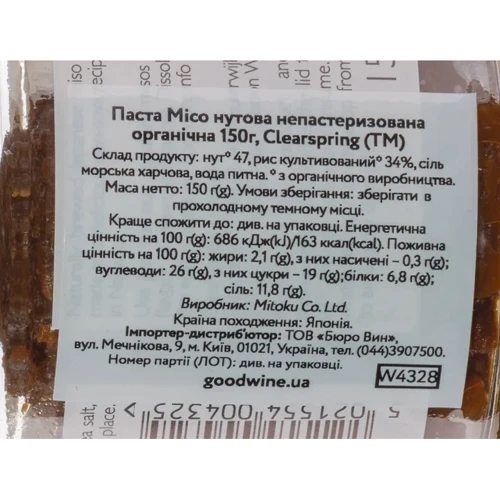 Паста Місо нутова непастеризована
органічна 150г, Clearspring (TM)
Склад продукту: нут° 47, рис культивований° 34%, сіль
морська харчова, вода питна. ° з органічного виробництва.
Маса нетто: 150 г(g). Умови зберігання: зберігати в
прохолодному темному місці.
Краще спожити до: див. на упаковці. Енергетична
цінність на 100 г(g): 686 кДж(kJ)/163 ккал(kcal). Поживна
цінність на 100 г(g): жири: 2,1 г(g), з них насичені – 0,3 г(g);
вуглеводи: 26 г(g), з них цукри – 19 г(g);білки: 6,8 г(g);
сіль: 11,8 г(g).
Виробник: Mitoku Co. Ltd.
Країна походження: Японія.
Імпортер-дистриб'ютор: ТОВ «Бюро Вин»,
вул. Мечнікова, 9, м. Київ, 01021, Україна, тел. (044)3907500.
Номер партії (ЛОТ): див. на упаковці.
goodwine.ua
W4328
5 021554 004325